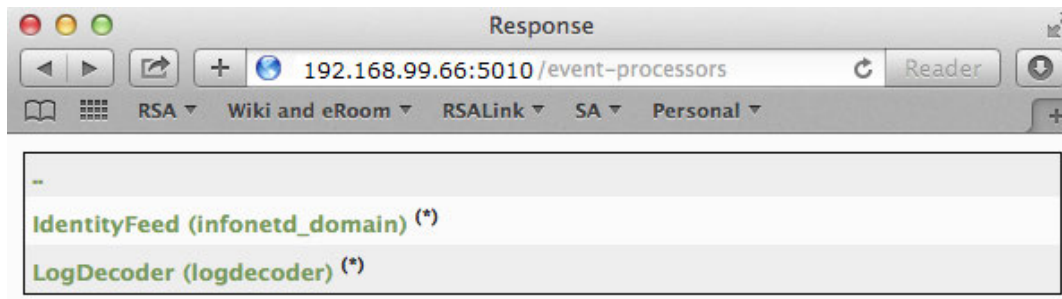 Response
192.168.99.66:5010/event-processors Reader
RSA Wiki and eRoom RSALink SA Personal
..
IdentityFeed (infonetd_domain) (*)
LogDecoder (logdecoder) (*)